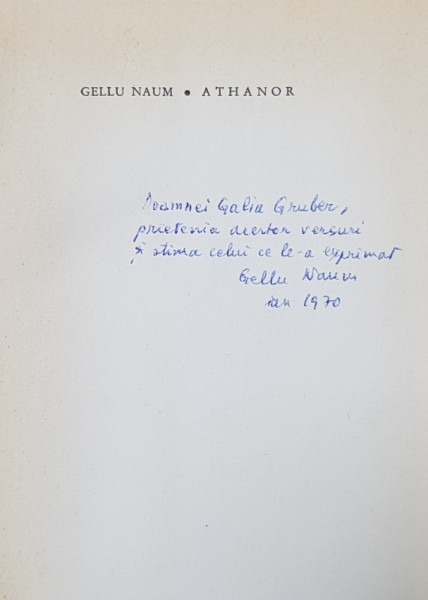 GELLU NAUM • ATHANOR
Doamnei Galia Gruber,
prietenia acestor versuri
și stima celui ce le-a exprimat
Gellu Naum
ian 1970